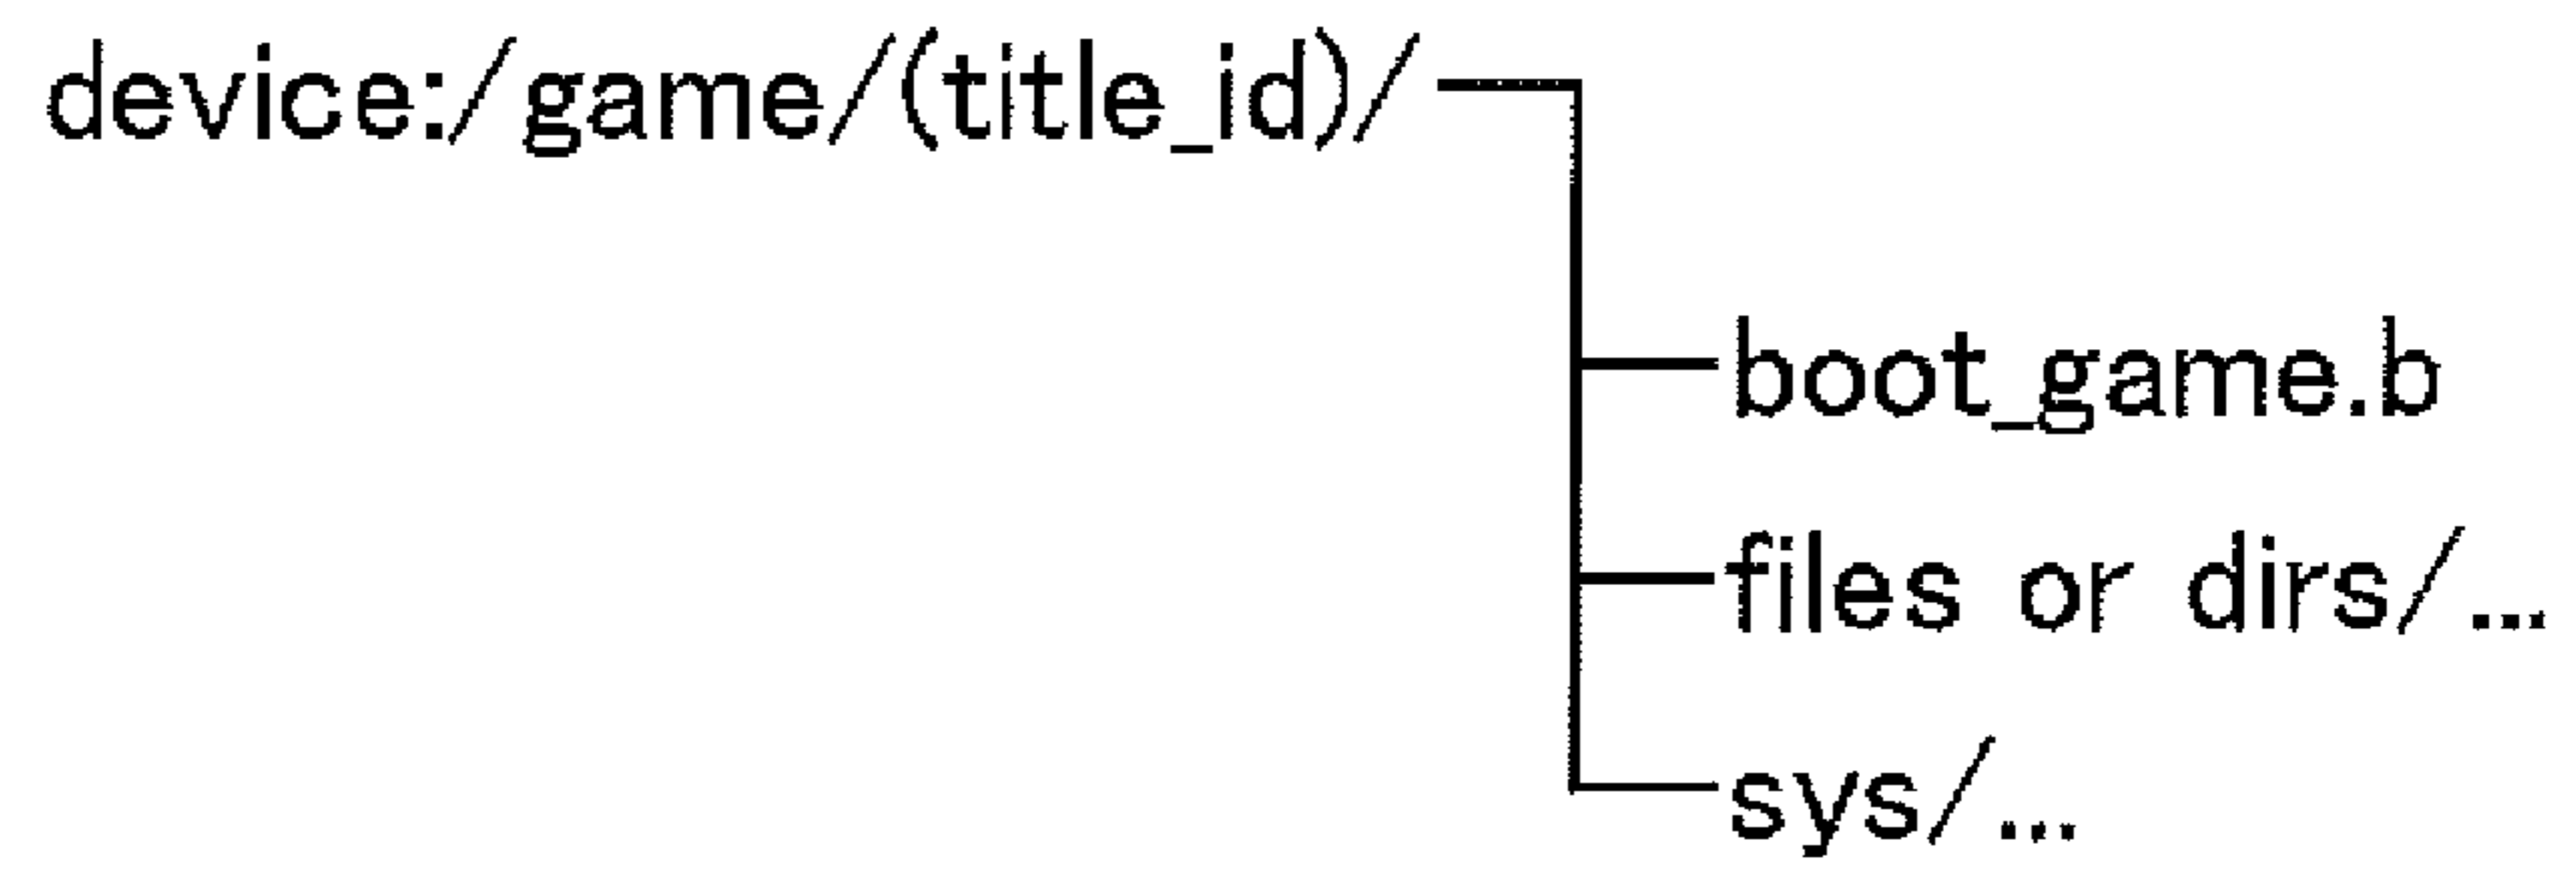 device:/game/(title_id)/
boot_game.b
files or dirs/...
sys/...